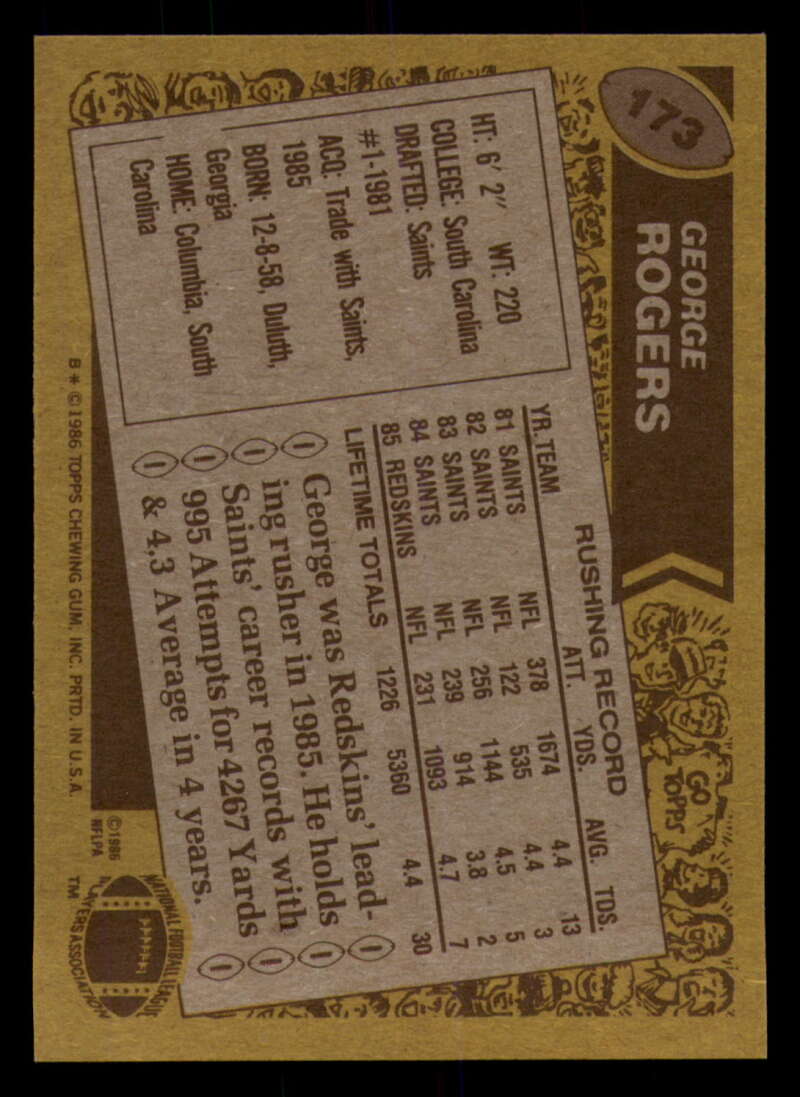 173
GEORGE
ROGERS
HT: 6' 2" WT: 220
COLLEGE: South Carolina
DRAFTED: Saints
#1-1981
ACQ: Trade with Saints,
1985
BORN: 12-8-58, Duluth,
Georgia
HOME: Columbia, South
Carolina
RUSHING RECORD
YR. TEAM ATT. YDS. AVG. TDS.
81 SAINTS NFL 378 1674 4.4 13
82 SAINTS NFL 122 535 4.4 3
83 SAINTS NFL 256 1144 4.5 5
84 SAINTS NFL 239 914 3.8 2
85 REDSKINS NFL 231 1093 4.7 7
LIFETIME TOTALS 1226 5360 4.4 30
George was Redskins' lead-
ing rusher in 1985. He holds
Saints' career records with
995 Attempts for 4267 Yards
& 4.3 Average in 4 years.
GO
TOPPS
B * © 1986 TOPPS CHEWING GUM, INC. PRTD. IN U.S.A.
© 1986
NFLPA
NATIONAL FOOTBALL LEAGUE
PLAYERS ASSOCIATION
TM